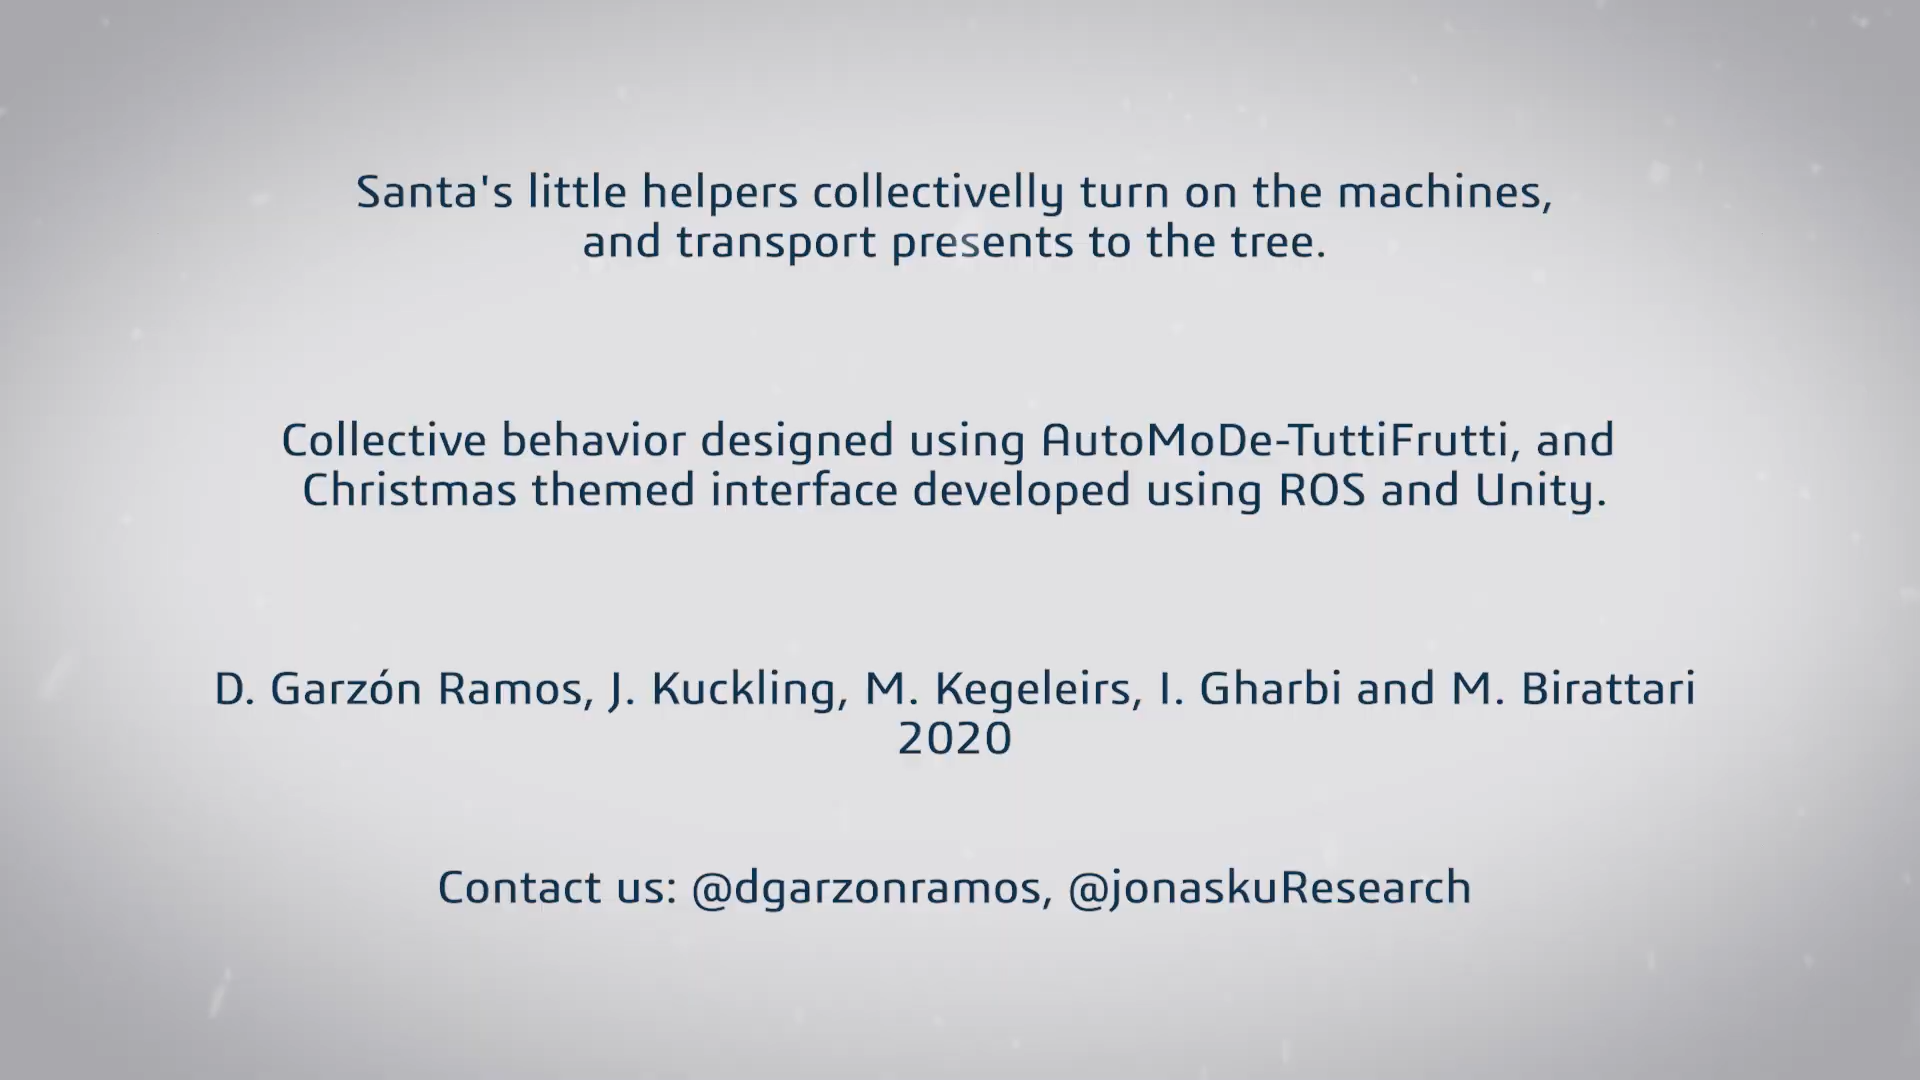 Santa's little helpers collectivelly turn on the machines,
and transport presents to the tree.
Collective behavior designed using AutoMoDe-TuttiFrutti, and
Christmas themed interface developed using ROS and Unity.
D. Garzón Ramos, J. Kuckling, M. Kegeleirs, I. Gharbi and M. Birattari
2020
Contact us: @dgarzonramos, @jonaskuResearch